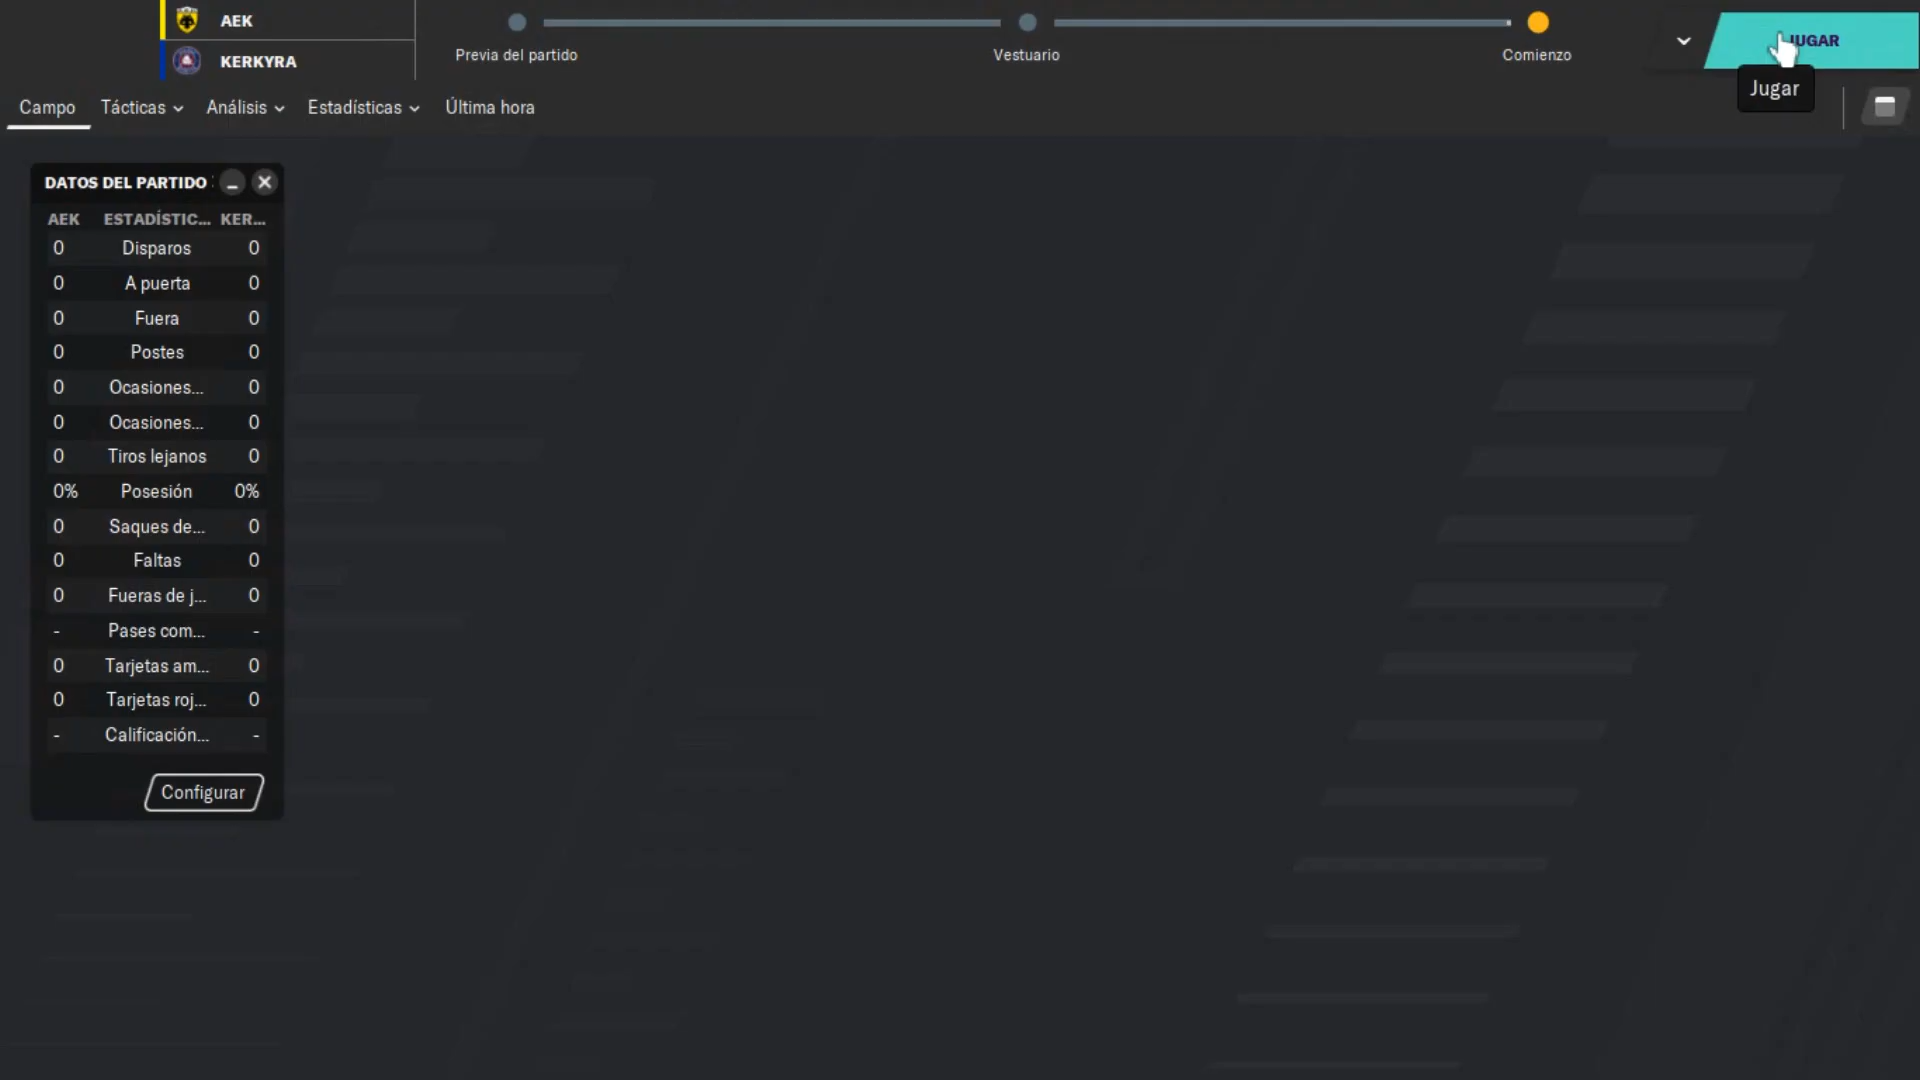 AEK
KERKYRA
Previa del partido
Vestuario
Comienzo
JUGAR
Jugar
Campo
Tácticas
Análisis
Estadísticas
Última hora
DATOS DEL PARTIDO
AEK ESTADÍSTIC... KER...
0 Disparos 0
0 A puerta 0
0 Fuera 0
0 Postes 0
0 Ocasiones... 0
0 Ocasiones... 0
0 Tiros lejanos 0
0% Posesión 0%
0 Saques de... 0
0 Faltas 0
0 Fueras de j... 0
- Pases com... -
0 Tarjetas am... 0
0 Tarjetas roj... 0
- Calificación... -
Configurar